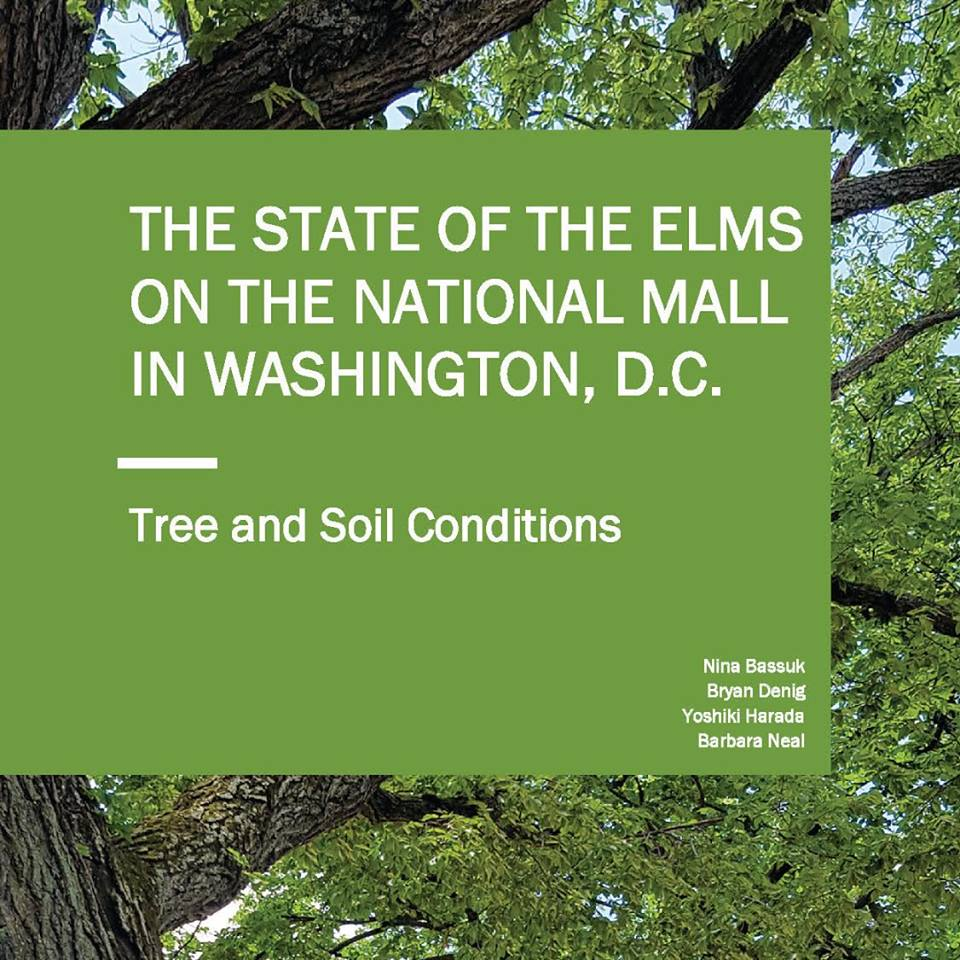 THE STATE OF THE ELMS
ON THE NATIONAL MALL
IN WASHINGTON, D.C.
Tree and Soil Conditions
Nina Bassuk
Bryan Denig
Yoshiki Harada
Barbara Neal